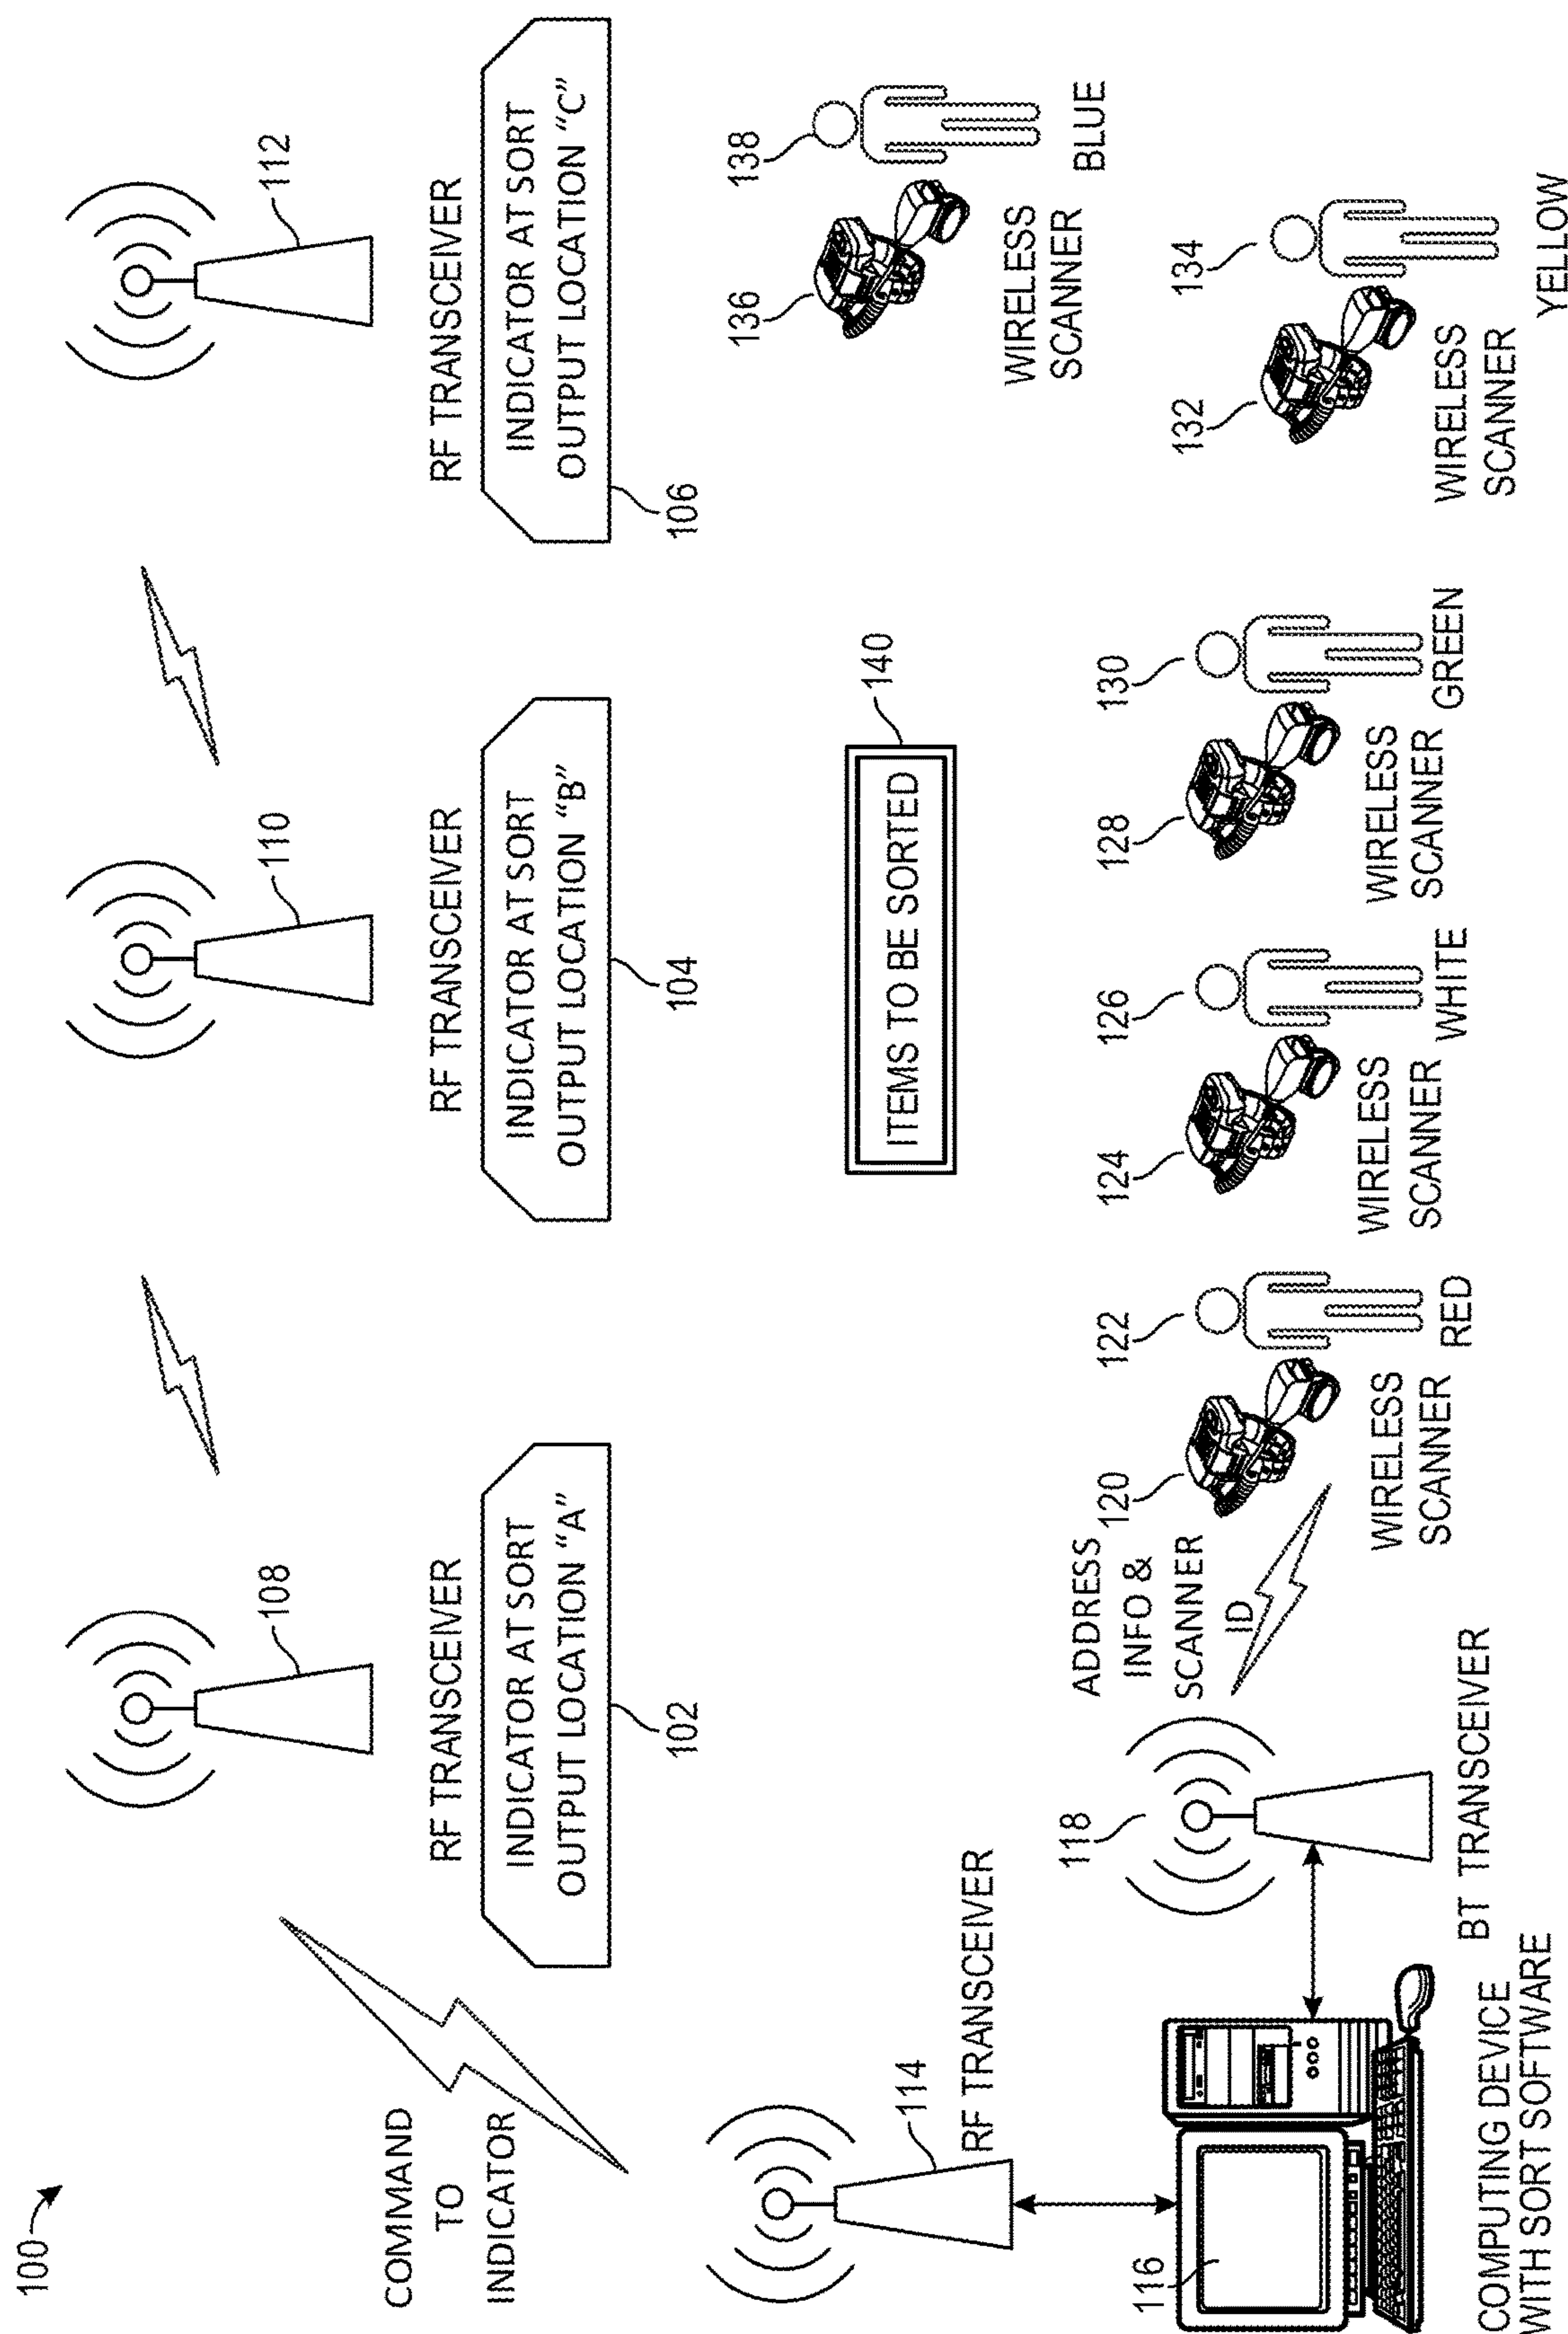 100
COMMAND
TO
INDICATOR
108
RF TRANSCEIVER
INDICATOR AT SORT
OUTPUT LOCATION "A"
102
110
RF TRANSCEIVER
INDICATOR AT SORT
OUTPUT LOCATION "B"
104
112
RF TRANSCEIVER
INDICATOR AT SORT
OUTPUT LOCATION "C"
106
114
RF TRANSCEIVER
116
COMPUTING DEVICE
WITH SORT SOFTWARE
118
BT TRANSCEIVER
ADDRESS
INFO &
SCANNER
ID
140
ITEMS TO BE SORTED
120
122
WIRELESS
SCANNER
RED
124
126
WIRELESS
SCANNER
WHITE
128
130
WIRELESS
SCANNER
GREEN
136
138
WIRELESS
SCANNER
BLUE
132
134
WIRELESS
SCANNER
YELLOW